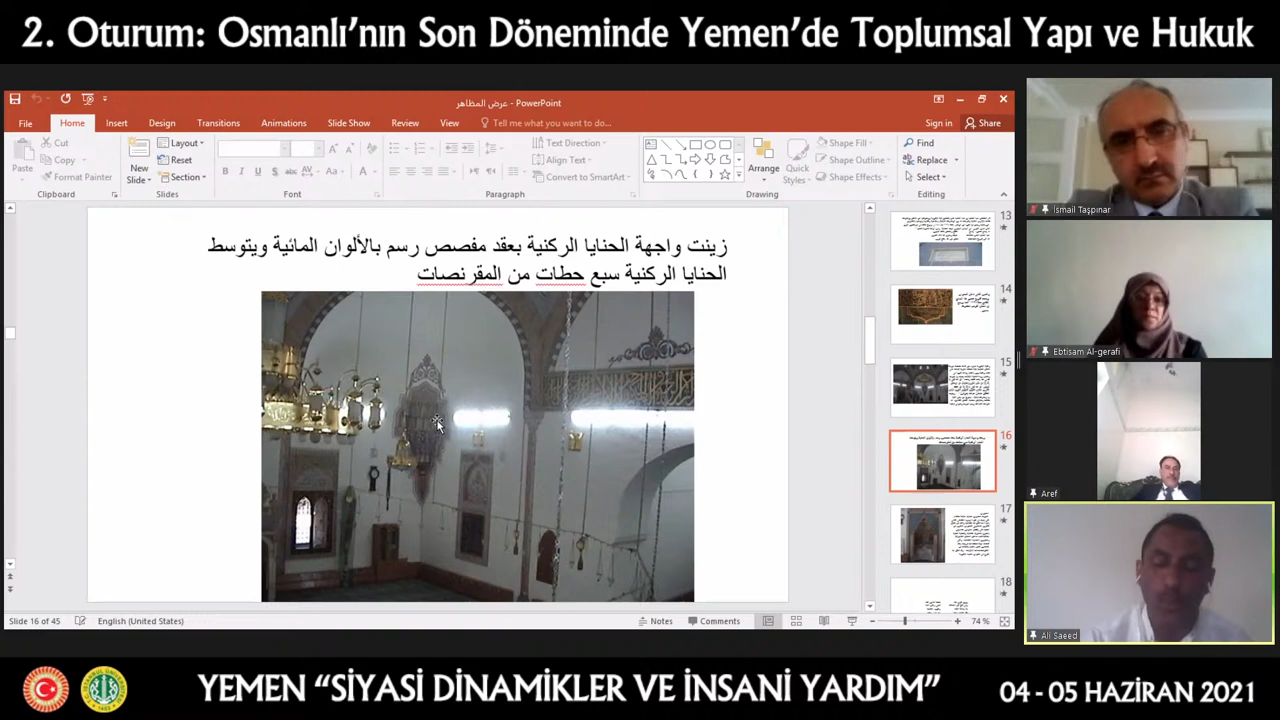 2. Oturum: Osmanlı’nın Son Döneminde Yemen’de Toplumsal Yapı ve Hukuk
عرض المظاهر - PowerPoint
File Home Insert Design Transitions Animations Slide Show Review View Tell me what you want to do... Sign in Share
Paste
Cut
Copy
Format Painter
Clipboard
New Slide
Layout
Reset
Section
Slides
Font
Text Direction
Align Text
Convert to SmartArt
Paragraph
Arrange
Quick Styles
Shape Fill
Shape Outline
Shape Effects
Drawing
Find
Replace
Select
Editing
زينت واجهة الحنايا الركنية بعقد مفصص رسم بالألوان المائية ويتوسط
الحنايا الركنية سبع حطات من المقرنصات
13
14
15
16
17
18
Slide 16 of 45 English (United States) Notes Comments 74 %
İsmail Taşpınar
Ebtisam Al-gerafi
Aref
Ali Saeed
YEMEN “SİYASİ DİNAMİKLER VE İNSANİ YARDIM”
04 - 05 HAZİRAN 2021